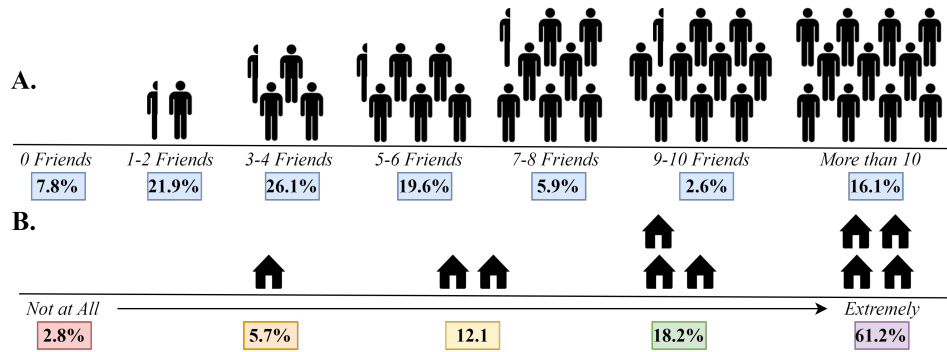 A.
0 Friends 1-2 Friends 3-4 Friends 5-6 Friends 7-8 Friends 9-10 Friends More than 10
7.8% 21.9% 26.1% 19.6% 5.9% 2.6% 16.1%
B.
Not at All Extremely
2.8% 5.7% 12.1 18.2% 61.2%